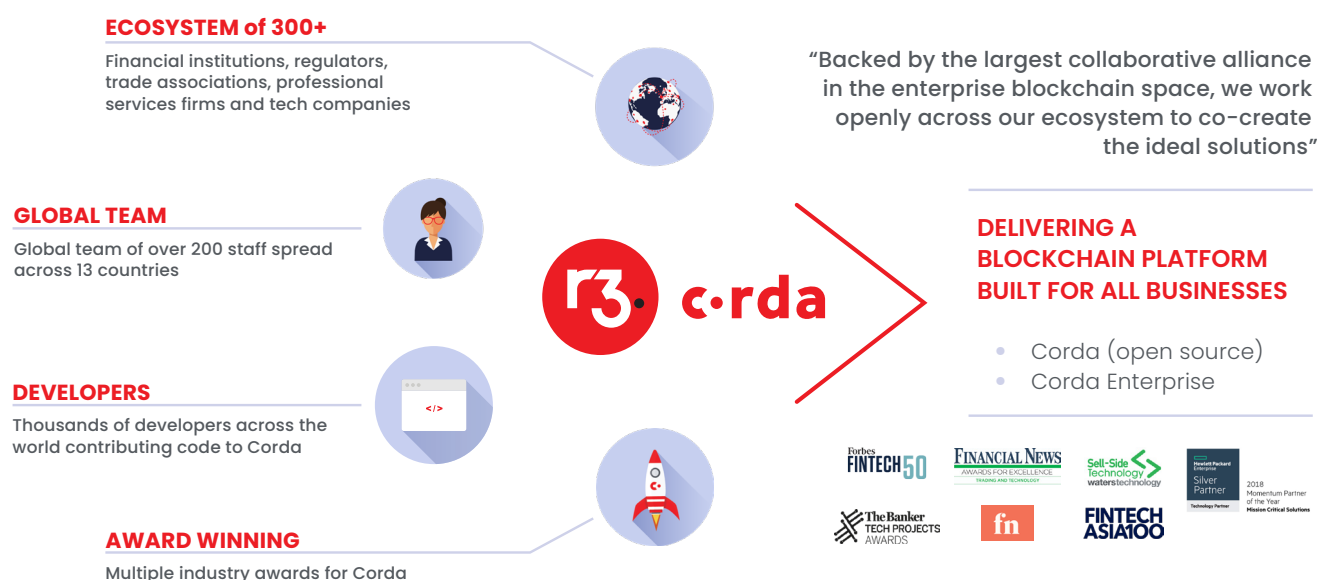 ECOSYSTEM of 300+
Financial institutions, regulators,
trade associations, professional
services firms and tech companies
GLOBAL TEAM
Global team of over 200 staff spread
across 13 countries
DEVELOPERS
Thousands of developers across the
world contributing code to Corda
</>
AWARD WINNING
Multiple industry awards for Corda
r3.
c•rda
“Backed by the largest collaborative alliance
in the enterprise blockchain space, we work
openly across our ecosystem to co-create
the ideal solutions”
DELIVERING A
BLOCKCHAIN PLATFORM
BUILT FOR ALL BUSINESSES
• Corda (open source)
• Corda Enterprise
Forbes
FINTECH 50
FINANCIAL NEWS
AWARDS FOR EXCELLENCE
TRADING AND TECHNOLOGY
Sell-Side
Technology
waterstechnology
Hewlett Packard
Enterprise
Silver
Partner
Technology Partner
2018
Momentum Partner
of the Year
Mission Critical Solutions
The Banker
TECH PROJECTS
AWARDS
fn
FINTECH
ASIA100